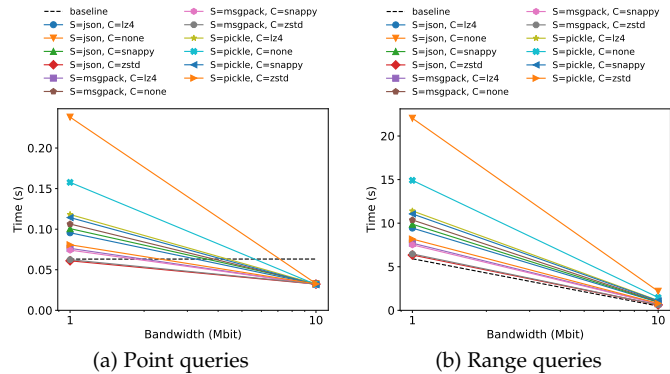 baseline
S=json, C=lz4
S=json, C=none
S=json, C=snappy
S=json, C=zstd
S=msgpack, C=lz4
S=msgpack, C=none
S=msgpack, C=snappy
S=msgpack, C=zstd
S=pickle, C=lz4
S=pickle, C=none
S=pickle, C=snappy
S=pickle, C=zstd
0.20
0.15
0.10
0.05
0.00
Time (s)
1
10
Bandwidth (Mbit)
(a) Point queries
baseline
S=json, C=lz4
S=json, C=none
S=json, C=snappy
S=json, C=zstd
S=msgpack, C=lz4
S=msgpack, C=none
S=msgpack, C=snappy
S=msgpack, C=zstd
S=pickle, C=lz4
S=pickle, C=none
S=pickle, C=snappy
S=pickle, C=zstd
20
15
10
5
0
Time (s)
1
10
Bandwidth (Mbit)
(b) Range queries